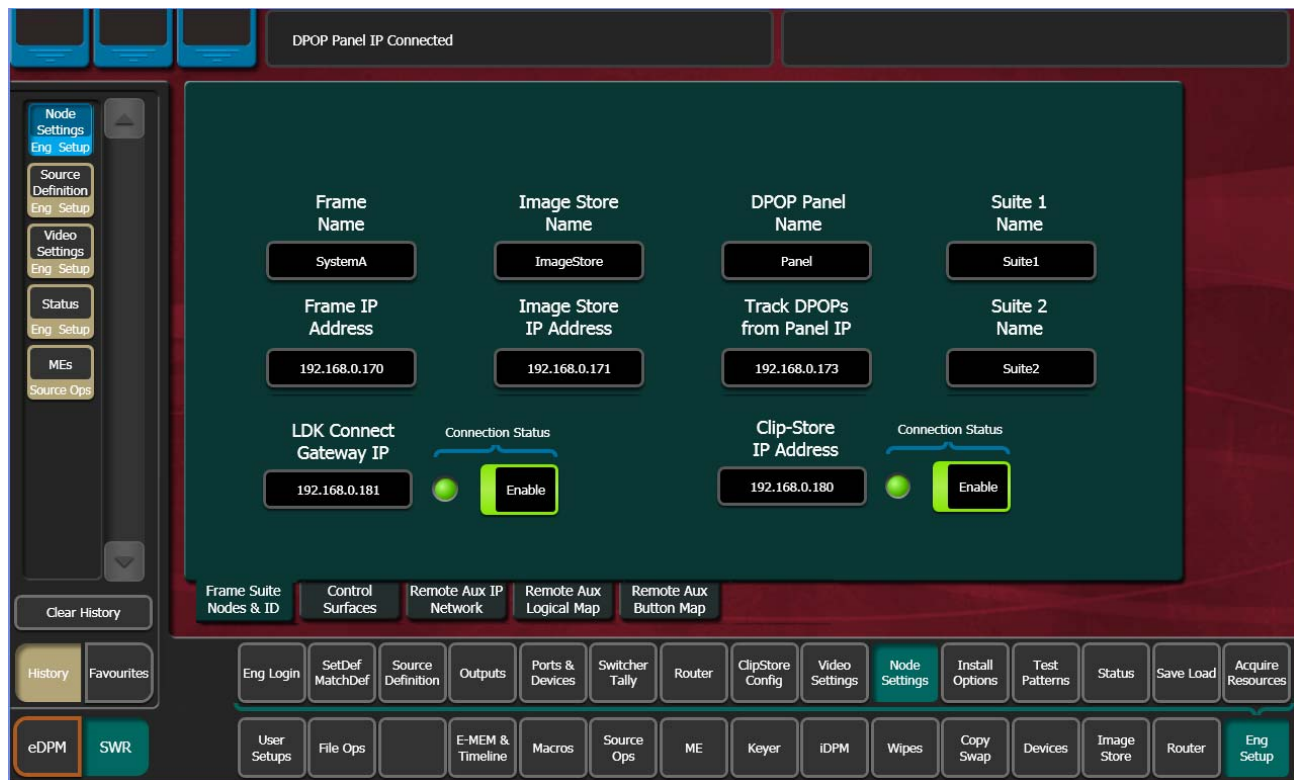 DPOP Panel IP Connected
Node
Settings
Eng Setup
Source
Definition
Eng Setup
Video
Settings
Eng Setup
Status
Eng Setup
MEs
Source Ops
Clear History
History
Favourites
eDPM
SWR
Frame
Name
SystemA
Image Store
Name
ImageStore
DPOP Panel
Name
Panel
Suite 1
Name
Suite1
Frame IP
Address
192.168.0.170
Image Store
IP Address
192.168.0.171
Track DPOPs
from Panel IP
192.168.0.173
Suite 2
Name
Suite2
LDK Connect
Gateway IP
192.168.0.181
Connection Status
Enable
Clip-Store
IP Address
192.168.0.180
Connection Status
Enable
Frame Suite
Nodes & ID
Control
Surfaces
Remote Aux IP
Network
Remote Aux
Logical Map
Remote Aux
Button Map
Eng Login
SetDef
MatchDef
Source
Definition
Outputs
Ports &
Devices
Switcher
Tally
Router
ClipStore
Config
Video
Settings
Node
Settings
Install
Options
Test
Patterns
Status
Save Load
Acquire
Resources
User
Setups
File Ops
E-MEM &
Timeline
Macros
Source
Ops
ME
Keyer
iDPM
Wipes
Copy
Swap
Devices
Image
Store
Router
Eng
Setup